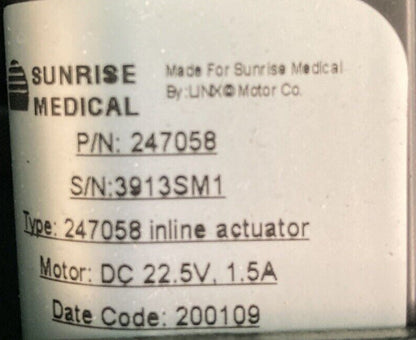 SUNRISE
MEDICAL
Made For Sunrise Medical
By:LINX© Motor Co.
P/N: 247058
S/N:3913SM1
Type: 247058 inline actuator
Motor: DC 22.5V, 1.5A
Date Code: 200109